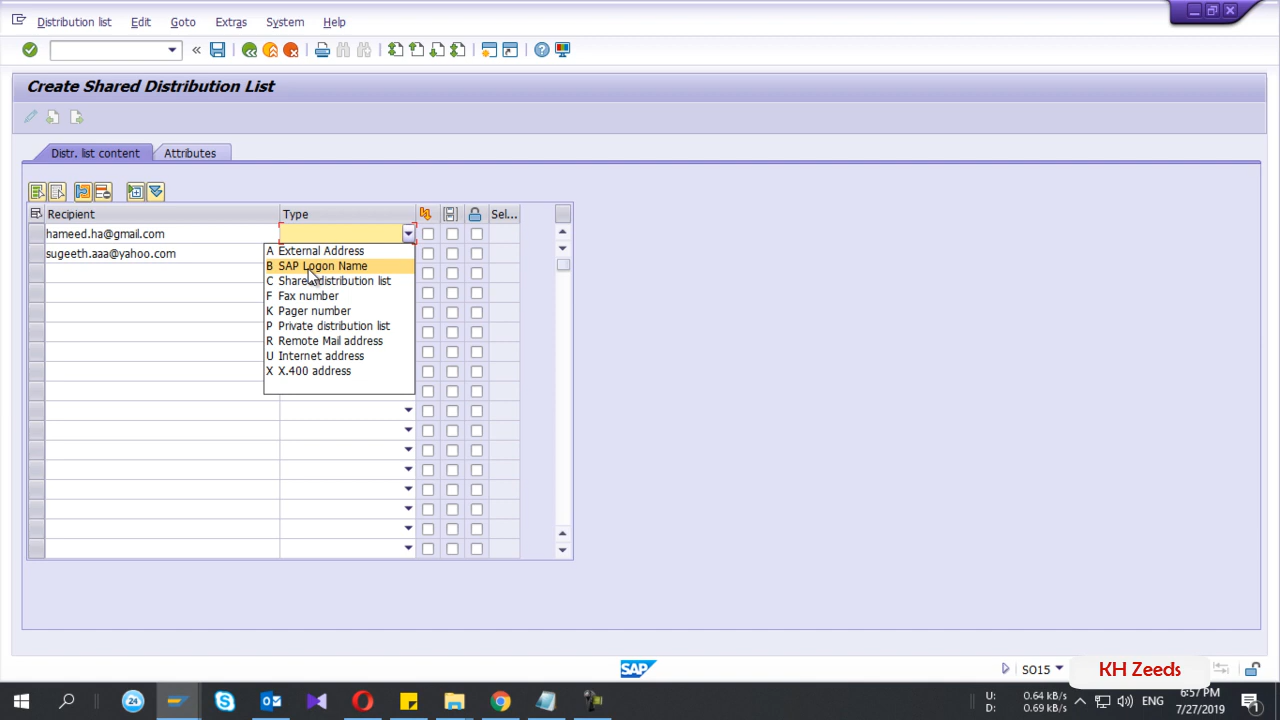 Distribution list Edit Goto Extras System Help
Create Shared Distribution List
Distr. list content Attributes
Recipient Type Sel...
hameed.ha@gmail.com
sugeeth.aaa@yahoo.com
A External Address
B SAP Logon Name
C Shared distribution list
F Fax number
K Pager number
P Private distribution list
R Remote Mail address
U Internet address
X X.400 address
SAP
SO15
KH Zeeds
24
U: 0.64 kB/s
D: 0.69 kB/s
ENG
6:57 PM
7/27/2019
1